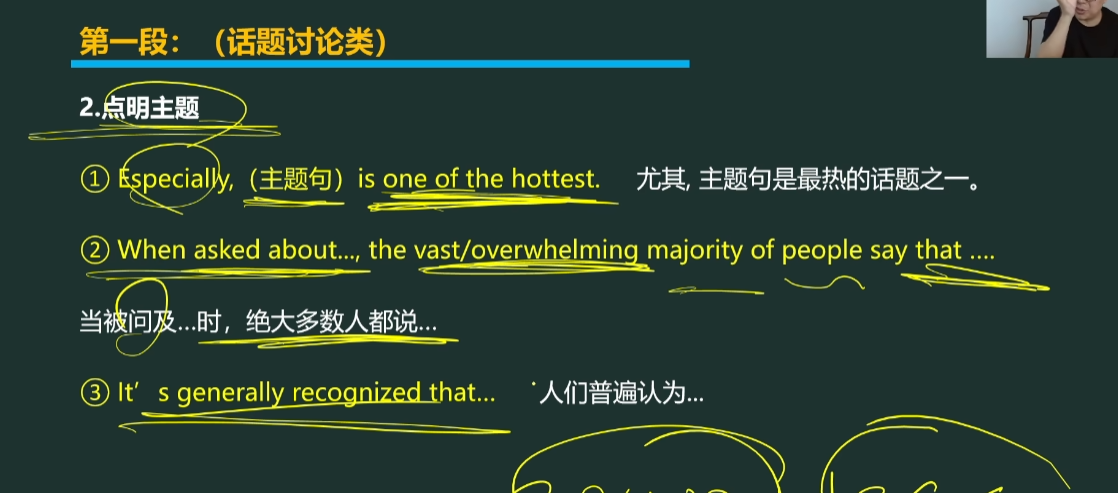 第一段：（话题讨论类）
2.点明主题
① Especially,（主题句）is one of the hottest. 尤其, 主题句是最热的话题之一。
② When asked about..., the vast/overwhelming majority of people say that ....
当被问及...时，绝大多数人都说...
③ It’s generally recognized that... 人们普遍认为...